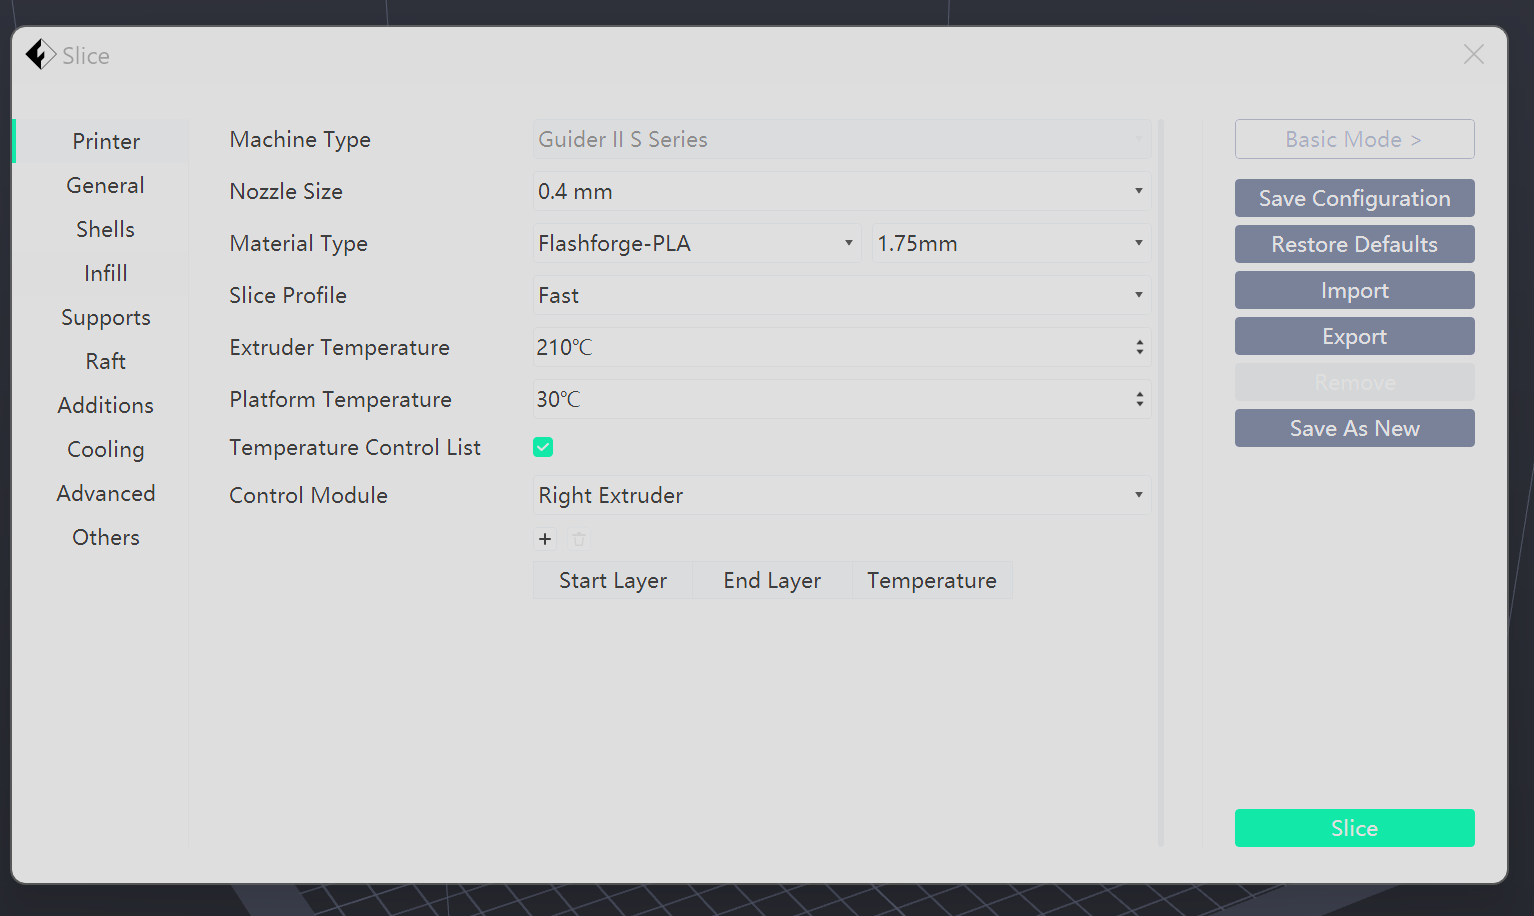 Slice
Printer
General
Shells
Infill
Supports
Raft
Additions
Cooling
Advanced
Others
Machine Type Guider II S Series
Nozzle Size 0.4 mm
Material Type Flashforge-PLA 1.75mm
Slice Profile Fast
Extruder Temperature 210℃
Platform Temperature 30℃
Temperature Control List
Control Module Right Extruder
Start Layer End Layer Temperature
Basic Mode >
Save Configuration
Restore Defaults
Import
Export
Remove
Save As New
Slice